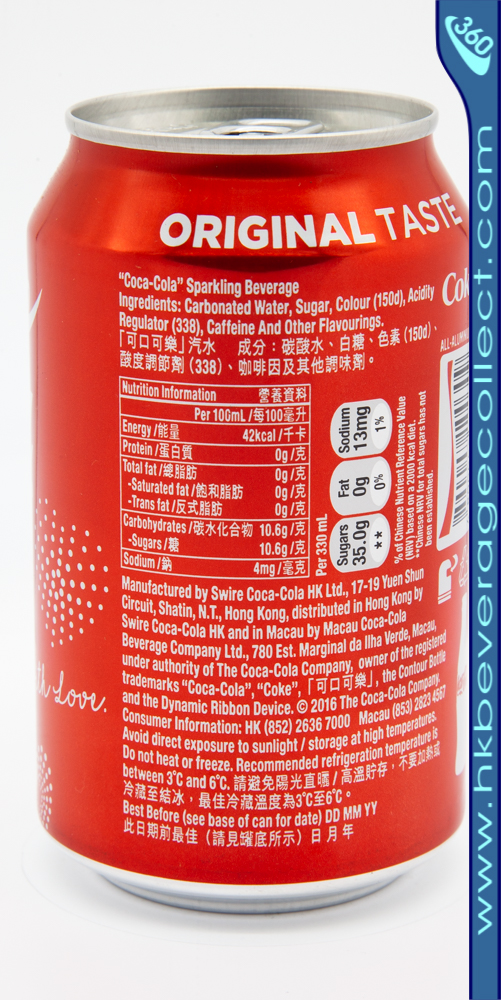 360
www.hkbeveragecollect.com
ORIGINAL TASTE
"Coca-Cola" Sparkling Beverage
Ingredients: Carbonated Water, Sugar, Colour (150d), Acidity
Regulator (338), Caffeine And Other Flavourings.
「可口可樂」汽水 成分：碳酸水、白糖、色素 (150d)、
酸度調節劑 (338)、咖啡因及其他調味劑。
Nutrition Information 營養資料
Per 100mL /每100毫升
Energy /能量 42kcal /千卡
Protein /蛋白質 0g /克
Total fat /總脂肪 0g /克
-Saturated fat /飽和脂肪 0g /克
-Trans fat /反式脂肪 0g /克
Carbohydrates /碳水化合物 10.6g /克
-Sugars /糖 10.6g /克
Sodium /鈉 4mg /毫克
Per 330 mL
Sugars 35.0g **
Fat 0g 0%
Sodium 13mg 1%
% of Chinese Nutrient Reference Value
(NRV) based on a 2000 kcal diet.
**Chinese NRV for total sugars has not
been established.
Manufactured by Swire Coca-Cola HK Ltd., 17-19 Yuen Shun
Circuit, Shatin, N.T., Hong Kong, distributed in Hong Kong by
Swire Coca-Cola HK and in Macau by Macau Coca-Cola
Beverage Company Ltd., 780 Est. Marginal da Ilha Verde, Macau,
under authority of The Coca-Cola Company, owner of the registered
trademarks "Coca-Cola", "Coke", 「可口可樂」, the Contour Bottle
and the Dynamic Ribbon Device. © 2016 The Coca-Cola Company.
Consumer Information: HK (852) 2636 7000 Macau (853) 2823 4567
Avoid direct exposure to sunlight / storage at high temperatures.
Do not heat or freeze. Recommended refrigeration temperature is
between 3°C and 6°C. 請避免陽光直曬 / 高溫貯存，不要加熱或
冷藏至結冰，最佳冷藏溫度為3°C至6°C。
Best Before (see base of can for date) DD MM YY
此日期前最佳（請見罐底所示）日 月 年
Love.